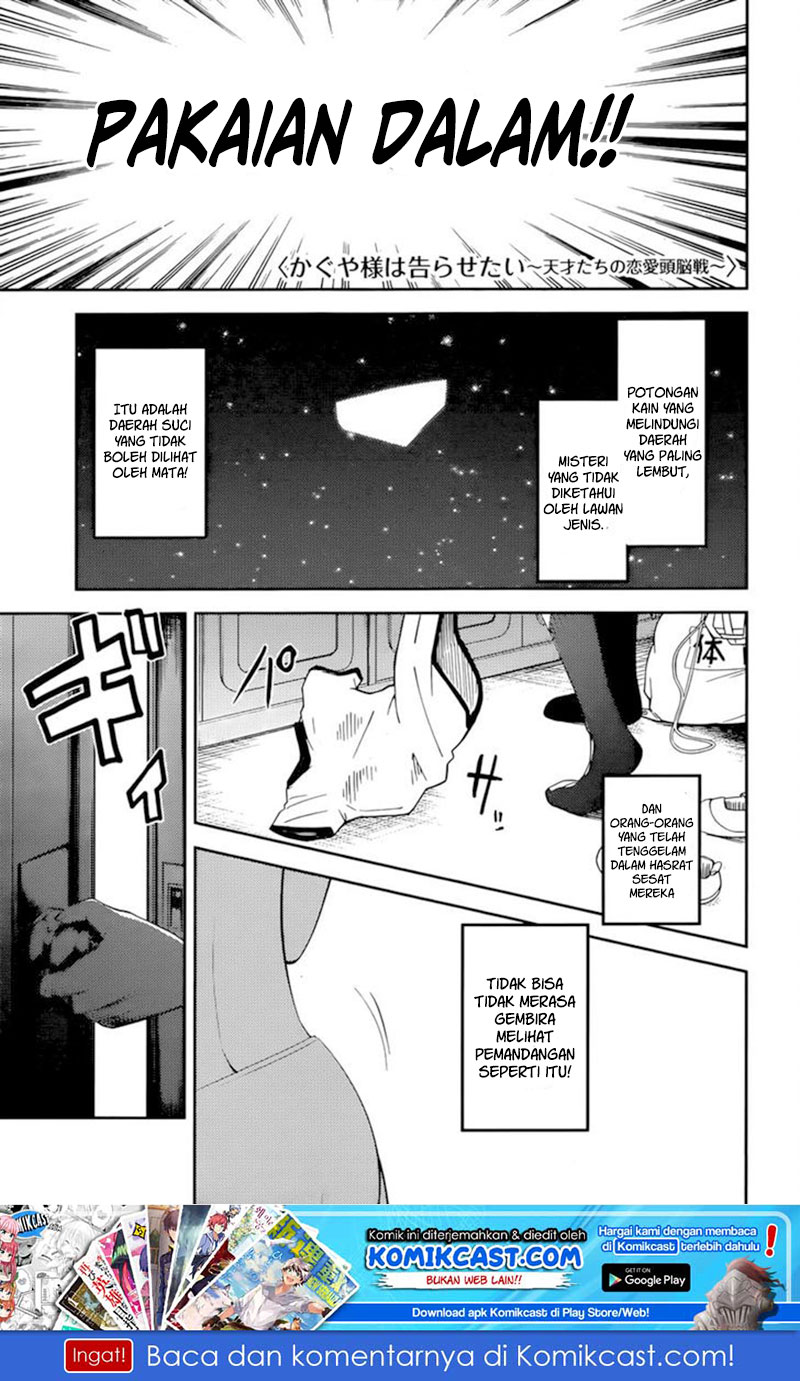 PAKAIAN DALAM!!
〈かぐや様は告らせたい～天才たちの恋愛頭脳戦～〉
POTONGAN
KAIN YANG
MELINDUNGI
DAERAH
YANG PALING
LEMBUT,
MISTERI
YANG TIDAK
DIKETAHUI
OLEH LAWAN
JENIS.
ITU ADALAH
DAERAH SUCI
YANG TIDAK
BOLEH DILIHAT
OLEH MATA!
体
パ
DAN
ORANG-ORANG
YANG TELAH
TENGGELAM
DALAM HASRAT
SESAT
MEREKA
ギィ
TIDAK BISA
TIDAK MERASA
GEMBIRA
MELIHAT
PEMANDANGAN
SEPERTI ITU!
Komik ini diterjemahkan & diedit oleh
KOMIKCAST.COM
BUKAN WEB LAIN!!
Hargai kami dengan membaca
di Komikcast terlebih dahulu !
GET IT ON
Google Play
Download apk Komikcast di Play Store/Web!
Ingat! Baca dan komentarnya di Komikcast.com!